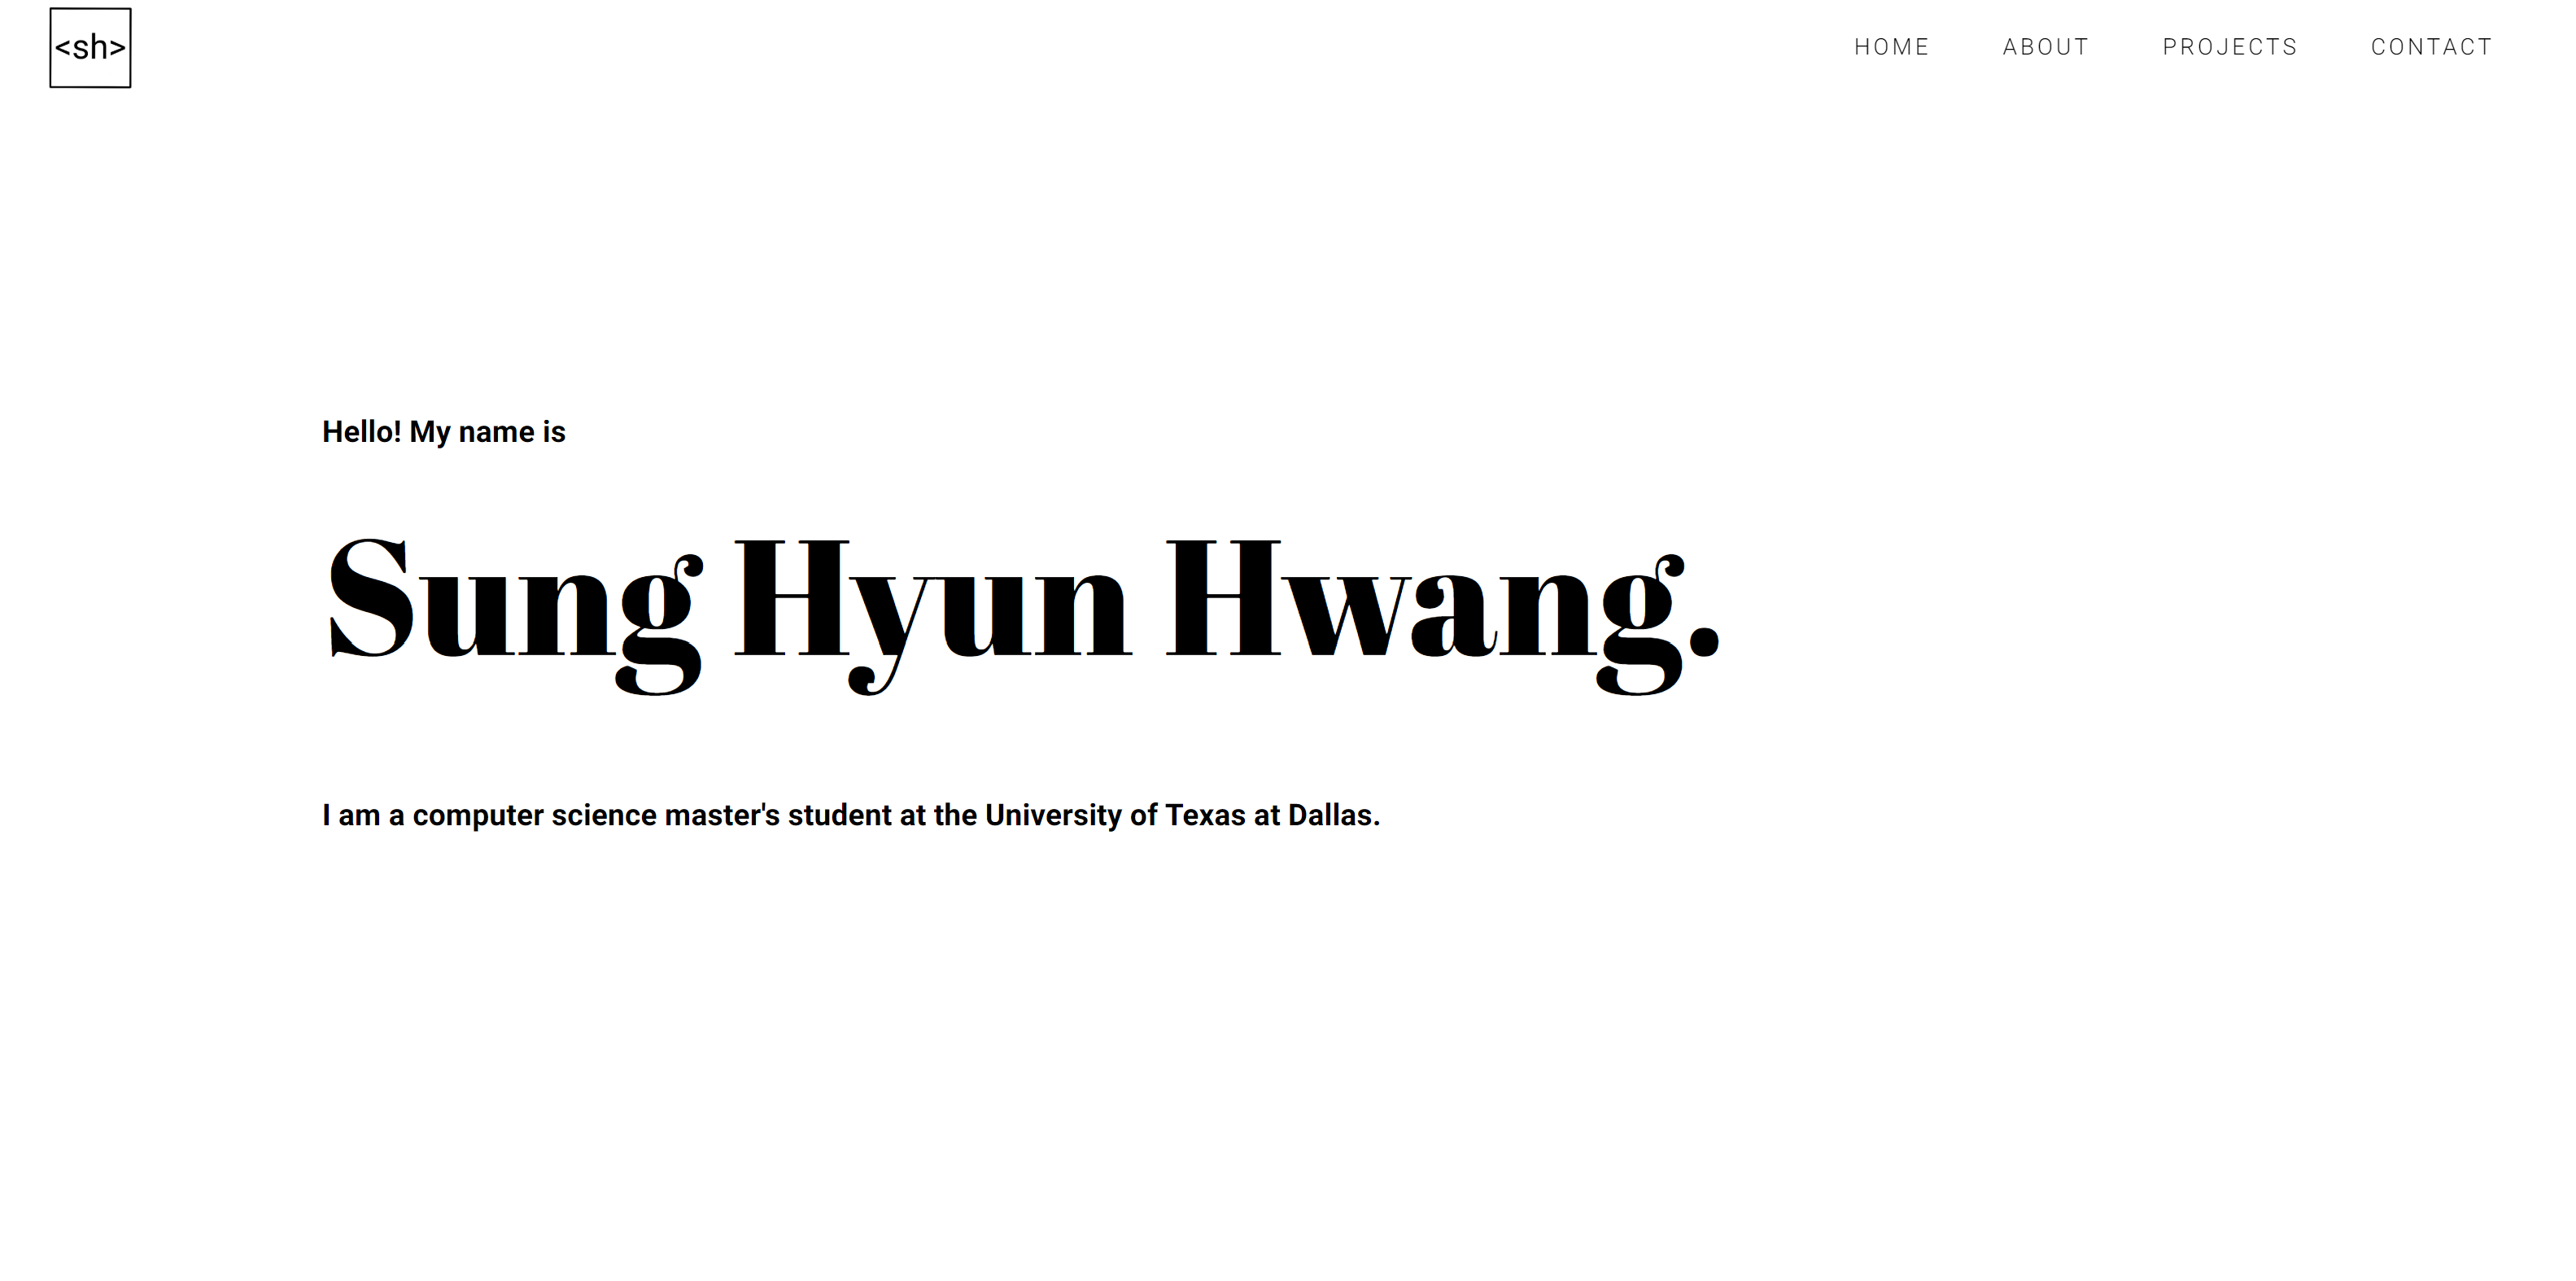 <sh>
HOME ABOUT PROJECTS CONTACT
Hello! My name is
Sung Hyun Hwang.
I am a computer science master's student at the University of Texas at Dallas.